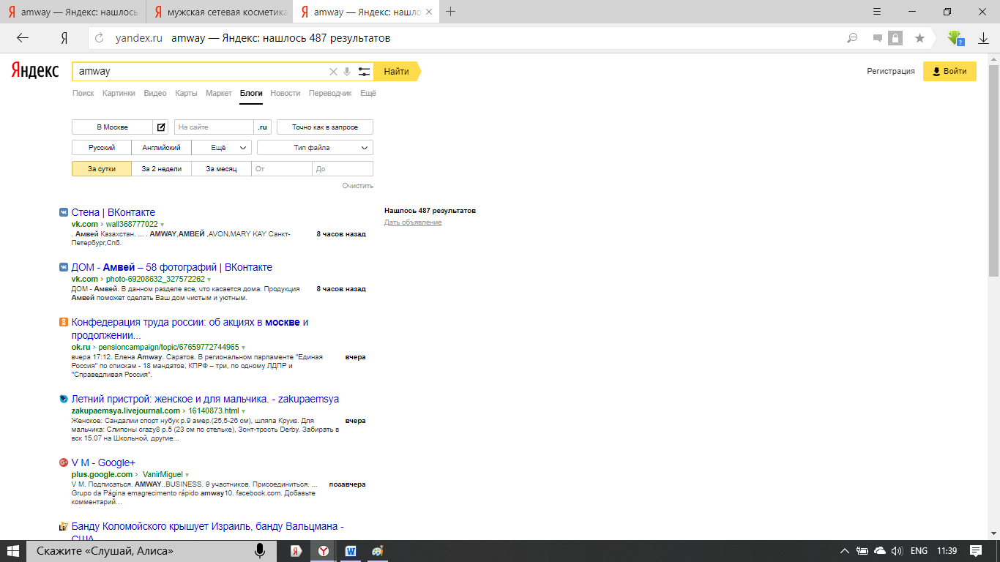 amway — Яндекс: нашлось
мужская сетевая косметика
amway — Яндекс: нашло
Я yandex.ru amway — Яндекс: нашлось 487 результатов
Яндекс
amway
Найти
Регистрация
Войти
Поиск Картинки Видео Карты Маркет Блоги Новости Переводчик Ещё
В Москве На сайте .ru Точно как в запросе
Русский Английский Ещё Тип файла
За сутки За 2 недели За месяц От До
Очистить
Нашлось 487 результатов
Дать объявление
Стена | ВКонтакте
vk.com › wall368777022
. Амвей Казахстан. ... . AMWAY,АМВЕЙ ,AVON,MARY KAY Санкт-
Петербург,Спб.
8 часов назад
ДОМ - Амвей – 58 фотографий | ВКонтакте
vk.com › photo-69208632_327572262
ДОМ - Амвей. В данном разделе все, что касается дома. Продукция
Амвей поможет сделать Ваш дом чистым и уютным.
8 часов назад
Конфедерация труда россии: об акциях в москве и
продолжении...
ok.ru › pensioncampaign/topic/67659772744965
вчера 17:12. Елена Amway. Саратов. В региональном парламенте "Единая
Россия" по спискам - 18 мандатов, КПРФ – три, по одному ЛДПР и
"Справедливая Россия".
вчера
Летний пристрой: женское и для мальчика. - zakupaemsya
zakupaemsya.livejournal.com › 16140873.html
Женское: Сандалии спорт нубук р.9 амер.(25,5-26 см), шляпа Круиз. Для
мальчика: Слипоны crazy8 р.5 (23 см по стельке), Зонт-трость Derby. Забирать в
вск 15.07 на Школьной, другие...
вчера
V M - Google+
plus.google.com › VanirMiguel
V M. Подписаться. AMWAY..BUSINESS. 9 участников. Присоединиться. ...
Grupo da Página emagrecimento rápido amway10. facebook.com. Добавьте
комментарий...
позавчера
Банду Коломойского крышует Израиль, банду Вальцмана -
США
Скажите «Слушай, Алиса»
ENG 11:39